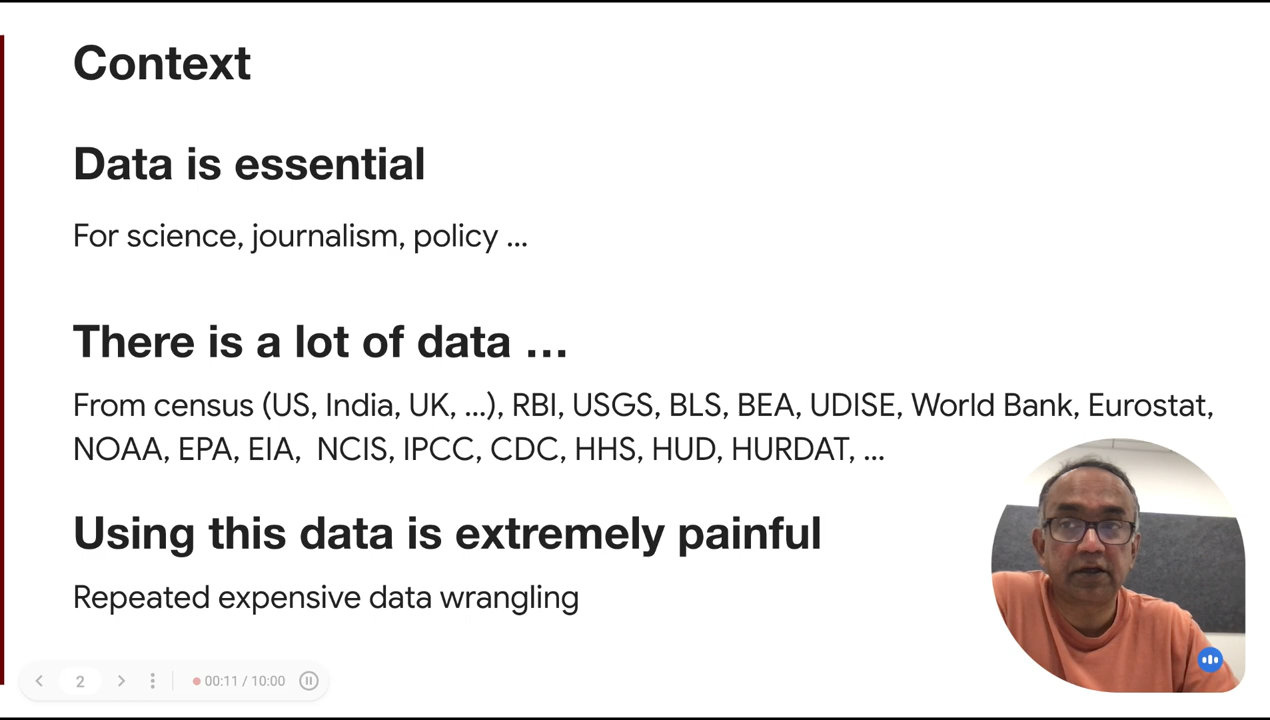 Context
Data is essential
For science, journalism, policy ...
There is a lot of data ...
From census (US, India, UK, ...), RBI, USGS, BLS, BEA, UDISE, World Bank, Eurostat,
NOAA, EPA, EIA, NCIS, IPCC, CDC, HHS, HUD, HURDAT, ...
Using this data is extremely painful
Repeated expensive data wrangling
2 00:11 / 10:00